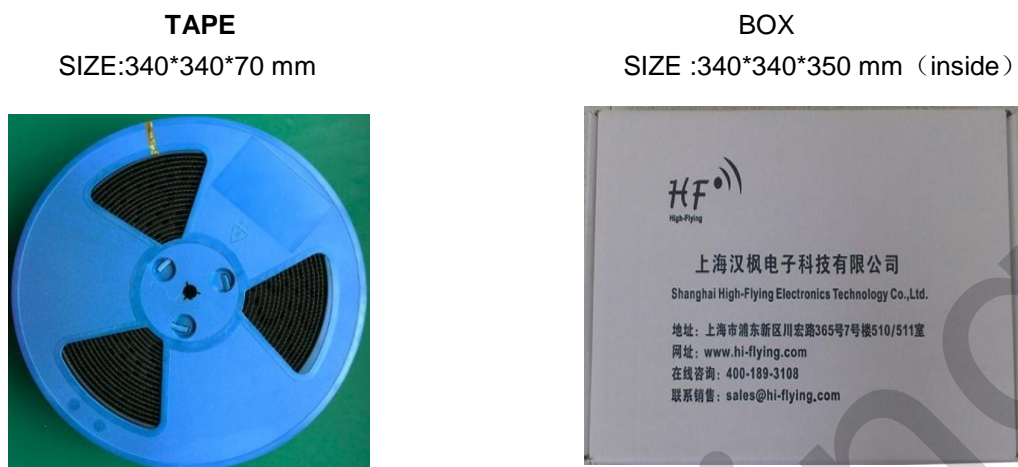 TAPE
SIZE:340*340*70 mm
BOX
SIZE :340*340*350 mm（inside）
HF
High-Flying
上海汉枫电子科技有限公司
Shanghai High-Flying Electronics Technology Co.,Ltd.
地址: 上海市浦东新区川宏路365号7号楼510/511室
网址: www.hi-flying.com
在线咨询: 400-189-3108
联系销售: sales@hi-flying.com